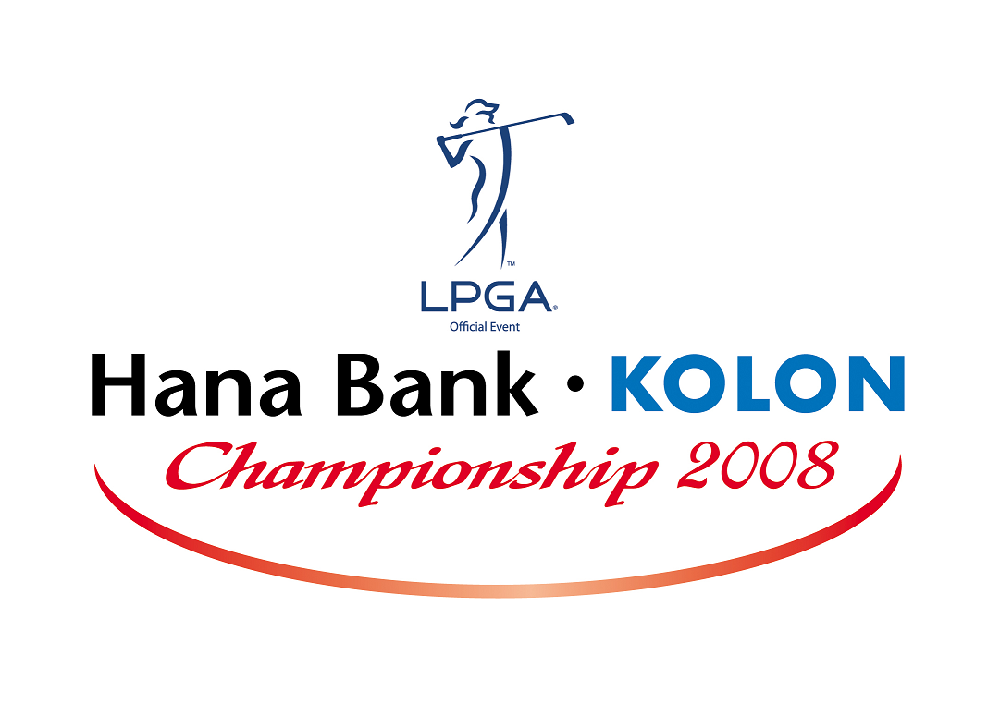 ™
LPGA®
Official Event
Hana Bank · KOLON
Championship 2008